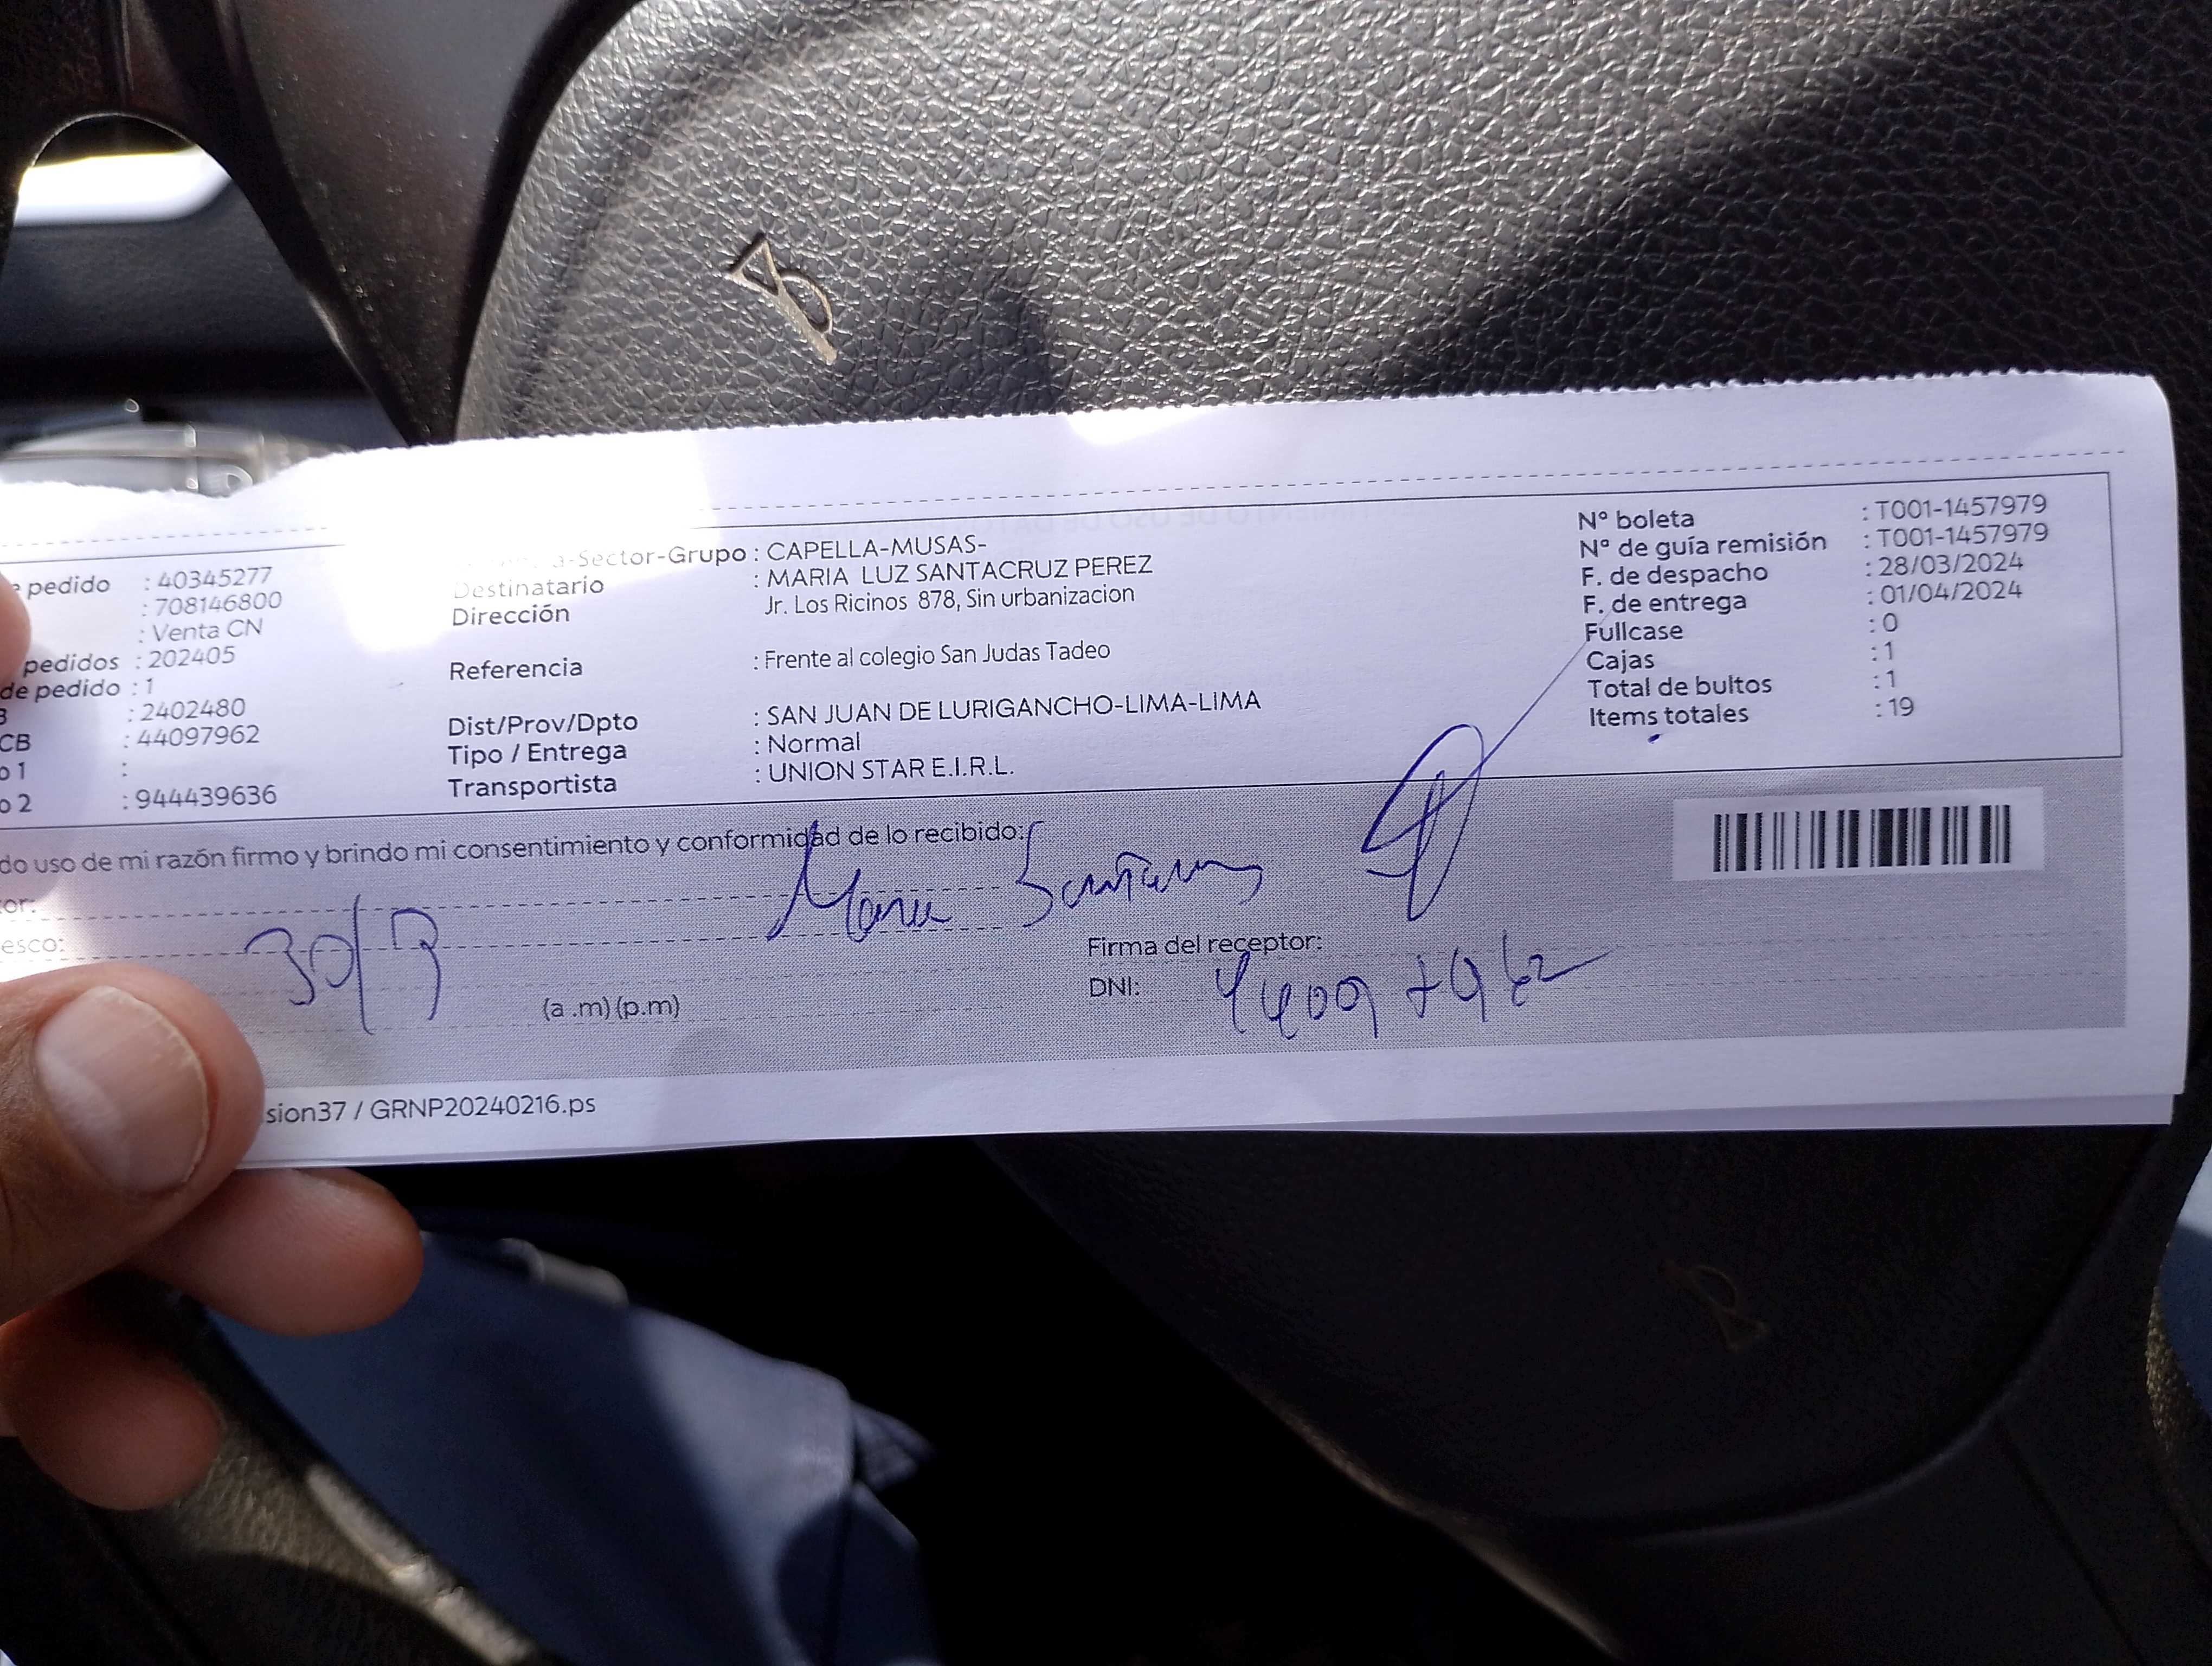 -Sector-Grupo : CAPELLA-MUSAS-
pedido : 40345277
: 708146800
: Venta CN
pedidos : 202405
de pedido : 1
: 2402480
CB : 44097962
o 1 :
o 2 : 944439636
Destinatario : MARIA LUZ SANTACRUZ PEREZ
Dirección Jr. Los Ricinos 878, Sin urbanizacion
Referencia : Frente al colegio San Judas Tadeo
Dist/Prov/Dpto : SAN JUAN DE LURIGANCHO-LIMA-LIMA
Tipo / Entrega : Normal
Transportista : UNION STAR E.I.R.L.
N° boleta : T001-1457979
N° de guía remisión : T001-1457979
F. de despacho : 28/03/2024
F. de entrega : 01/04/2024
Fullcase : 0
Cajas : 1
Total de bultos : 1
Items totales : 19
do uso de mi razón firmo y brindo mi consentimiento y conformidad de lo recibido:
Maria Santacruz
or:
esco:
30/3
(a .m) (p.m)
Firma del receptor:
DNI: 44097962
sion37 / GRNP20240216.ps